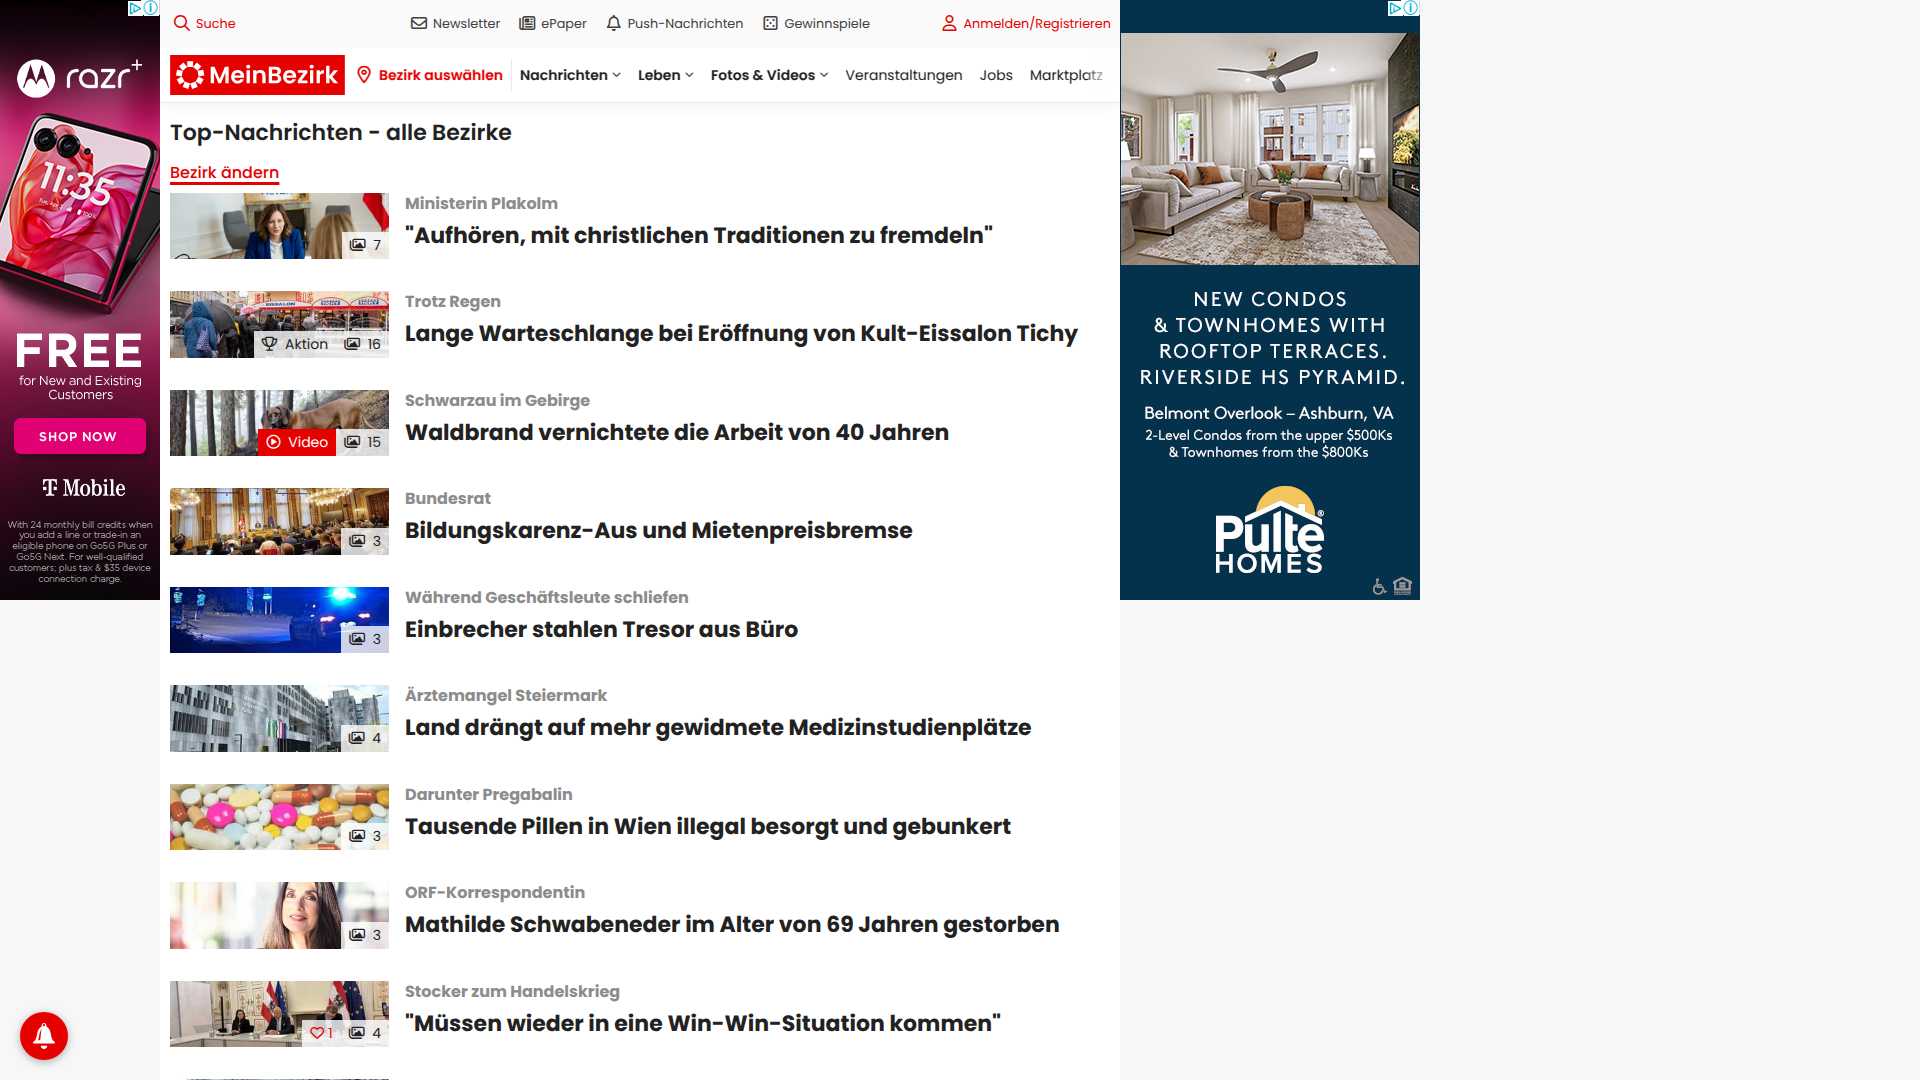 Suche
Newsletter
ePaper
Push-Nachrichten
Gewinnspiele
Anmelden/Registrieren
MeinBezirk
Bezirk auswählen
Nachrichten
Leben
Fotos & Videos
Veranstaltungen
Jobs
Marktplatz
Top-Nachrichten - alle Bezirke
Bezirk ändern
Ministerin Plakolm
"Aufhören, mit christlichen Traditionen zu fremdeln"
7
Trotz Regen
Lange Warteschlange bei Eröffnung von Kult-Eissalon Tichy
Aktion
16
Schwarzau im Gebirge
Waldbrand vernichtete die Arbeit von 40 Jahren
Video
15
Bundesrat
Bildungskarenz-Aus und Mietenpreisbremse
3
Während Geschäftsleute schliefen
Einbrecher stahlen Tresor aus Büro
3
Ärztemangel Steiermark
Land drängt auf mehr gewidmete Medizinstudienplätze
4
Darunter Pregabalin
Tausende Pillen in Wien illegal besorgt und gebunkert
3
ORF-Korrespondentin
Mathilde Schwabeneder im Alter von 69 Jahren gestorben
3
Stocker zum Handelskrieg
"Müssen wieder in eine Win-Win-Situation kommen"
1
4
razr+
11:35
FREE
for New and Existing
Customers
SHOP NOW
T Mobile
With 24 monthly bill credits when
you add a line or trade-in an
eligible phone on Go5G Plus or
Go5G Next. For well-qualified
customers; plus tax & $35 device
connection charge.
NEW CONDOS
& TOWNHOMES WITH
ROOFTOP TERRACES.
RIVERSIDE HS PYRAMID.
Belmont Overlook – Ashburn, VA
2-Level Condos from the upper $500Ks
& Townhomes from the $800Ks
Pulte®
HOMES